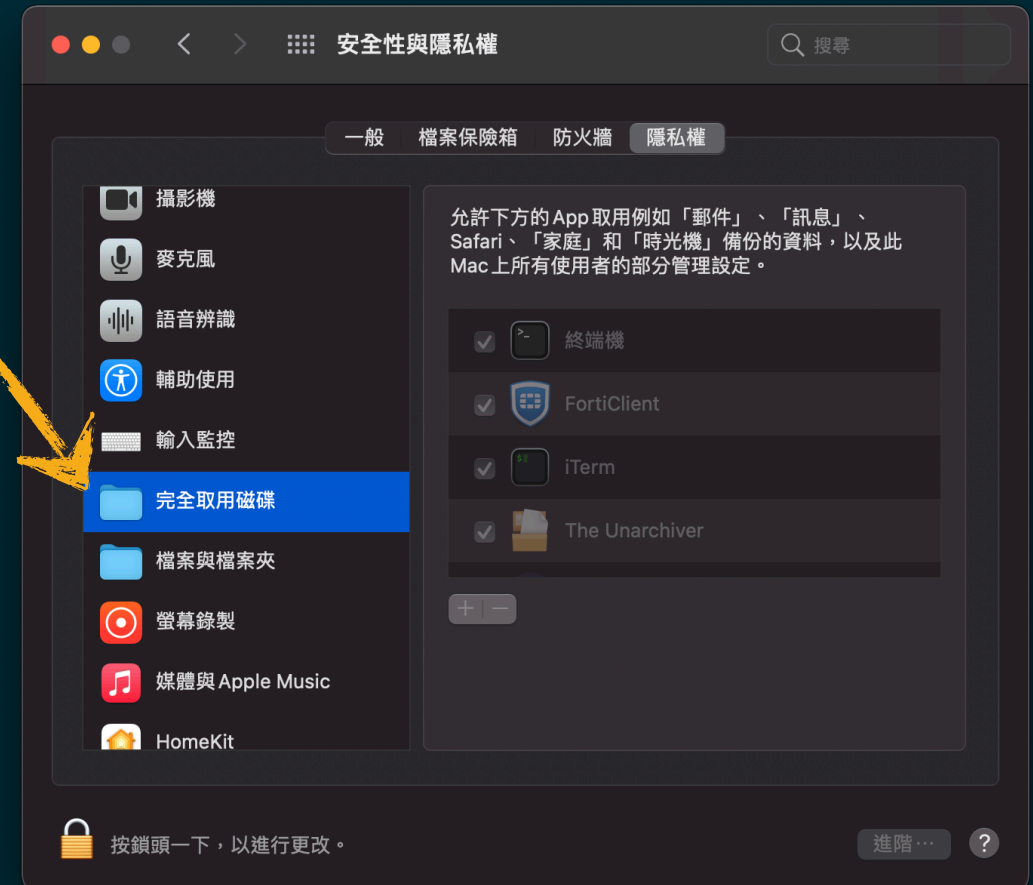 安全性與隱私權
搜尋
一般 檔案保險箱 防火牆 隱私權
攝影機
麥克風
語音辨識
輔助使用
輸入監控
完全取用磁碟
檔案與檔案夾
螢幕錄製
媒體與 Apple Music
HomeKit
允許下方的 App 取用例如「郵件」、「訊息」、
Safari、「家庭」和「時光機」備份的資料，以及此
Mac 上所有使用者的部分管理設定。
終端機
FortiClient
iTerm
The Unarchiver
按鎖頭一下，以進行更改。
進階⋯
?